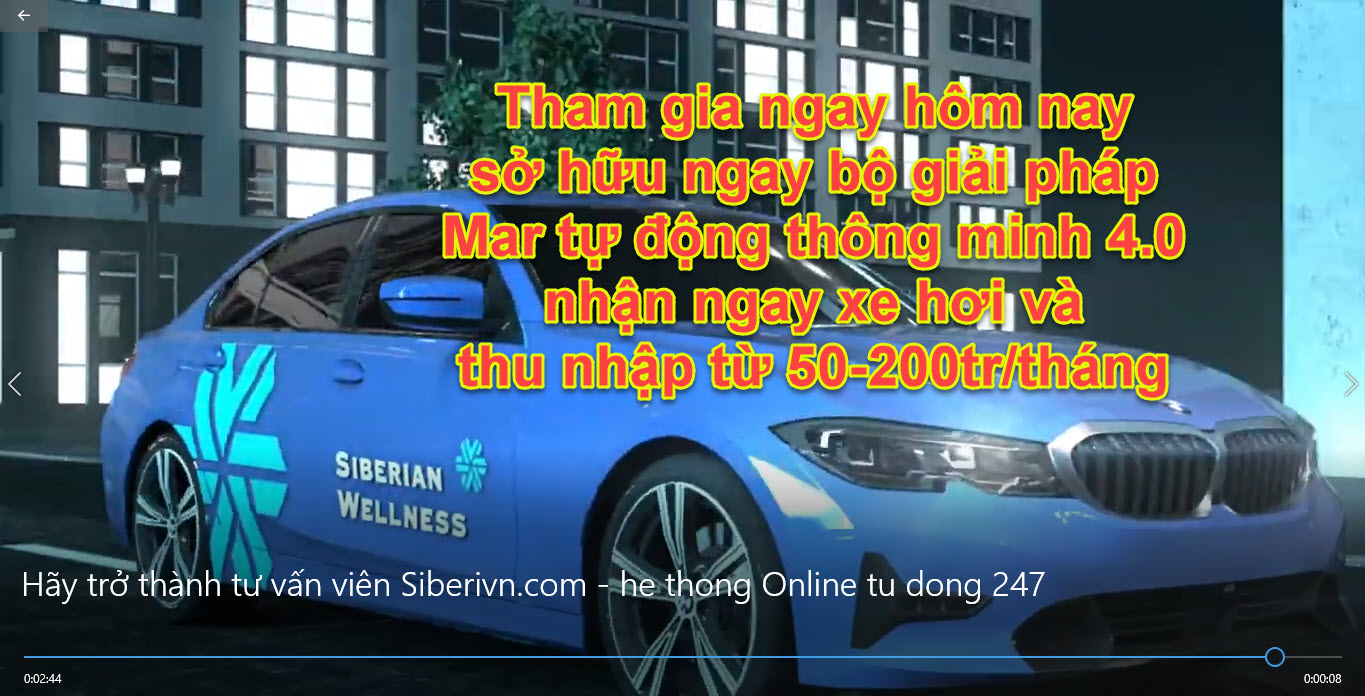 Tham gia ngay hôm nay
sở hữu ngay bộ giải pháp
Mar tự động thông minh 4.0
nhận ngay xe hơi và
thu nhập từ 50-200tr/tháng
SIBERIAN
WELLNESS
Hãy trở thành tư vấn viên Siberivn.com - he thong Online tu dong 247
0:02:44
0:00:08